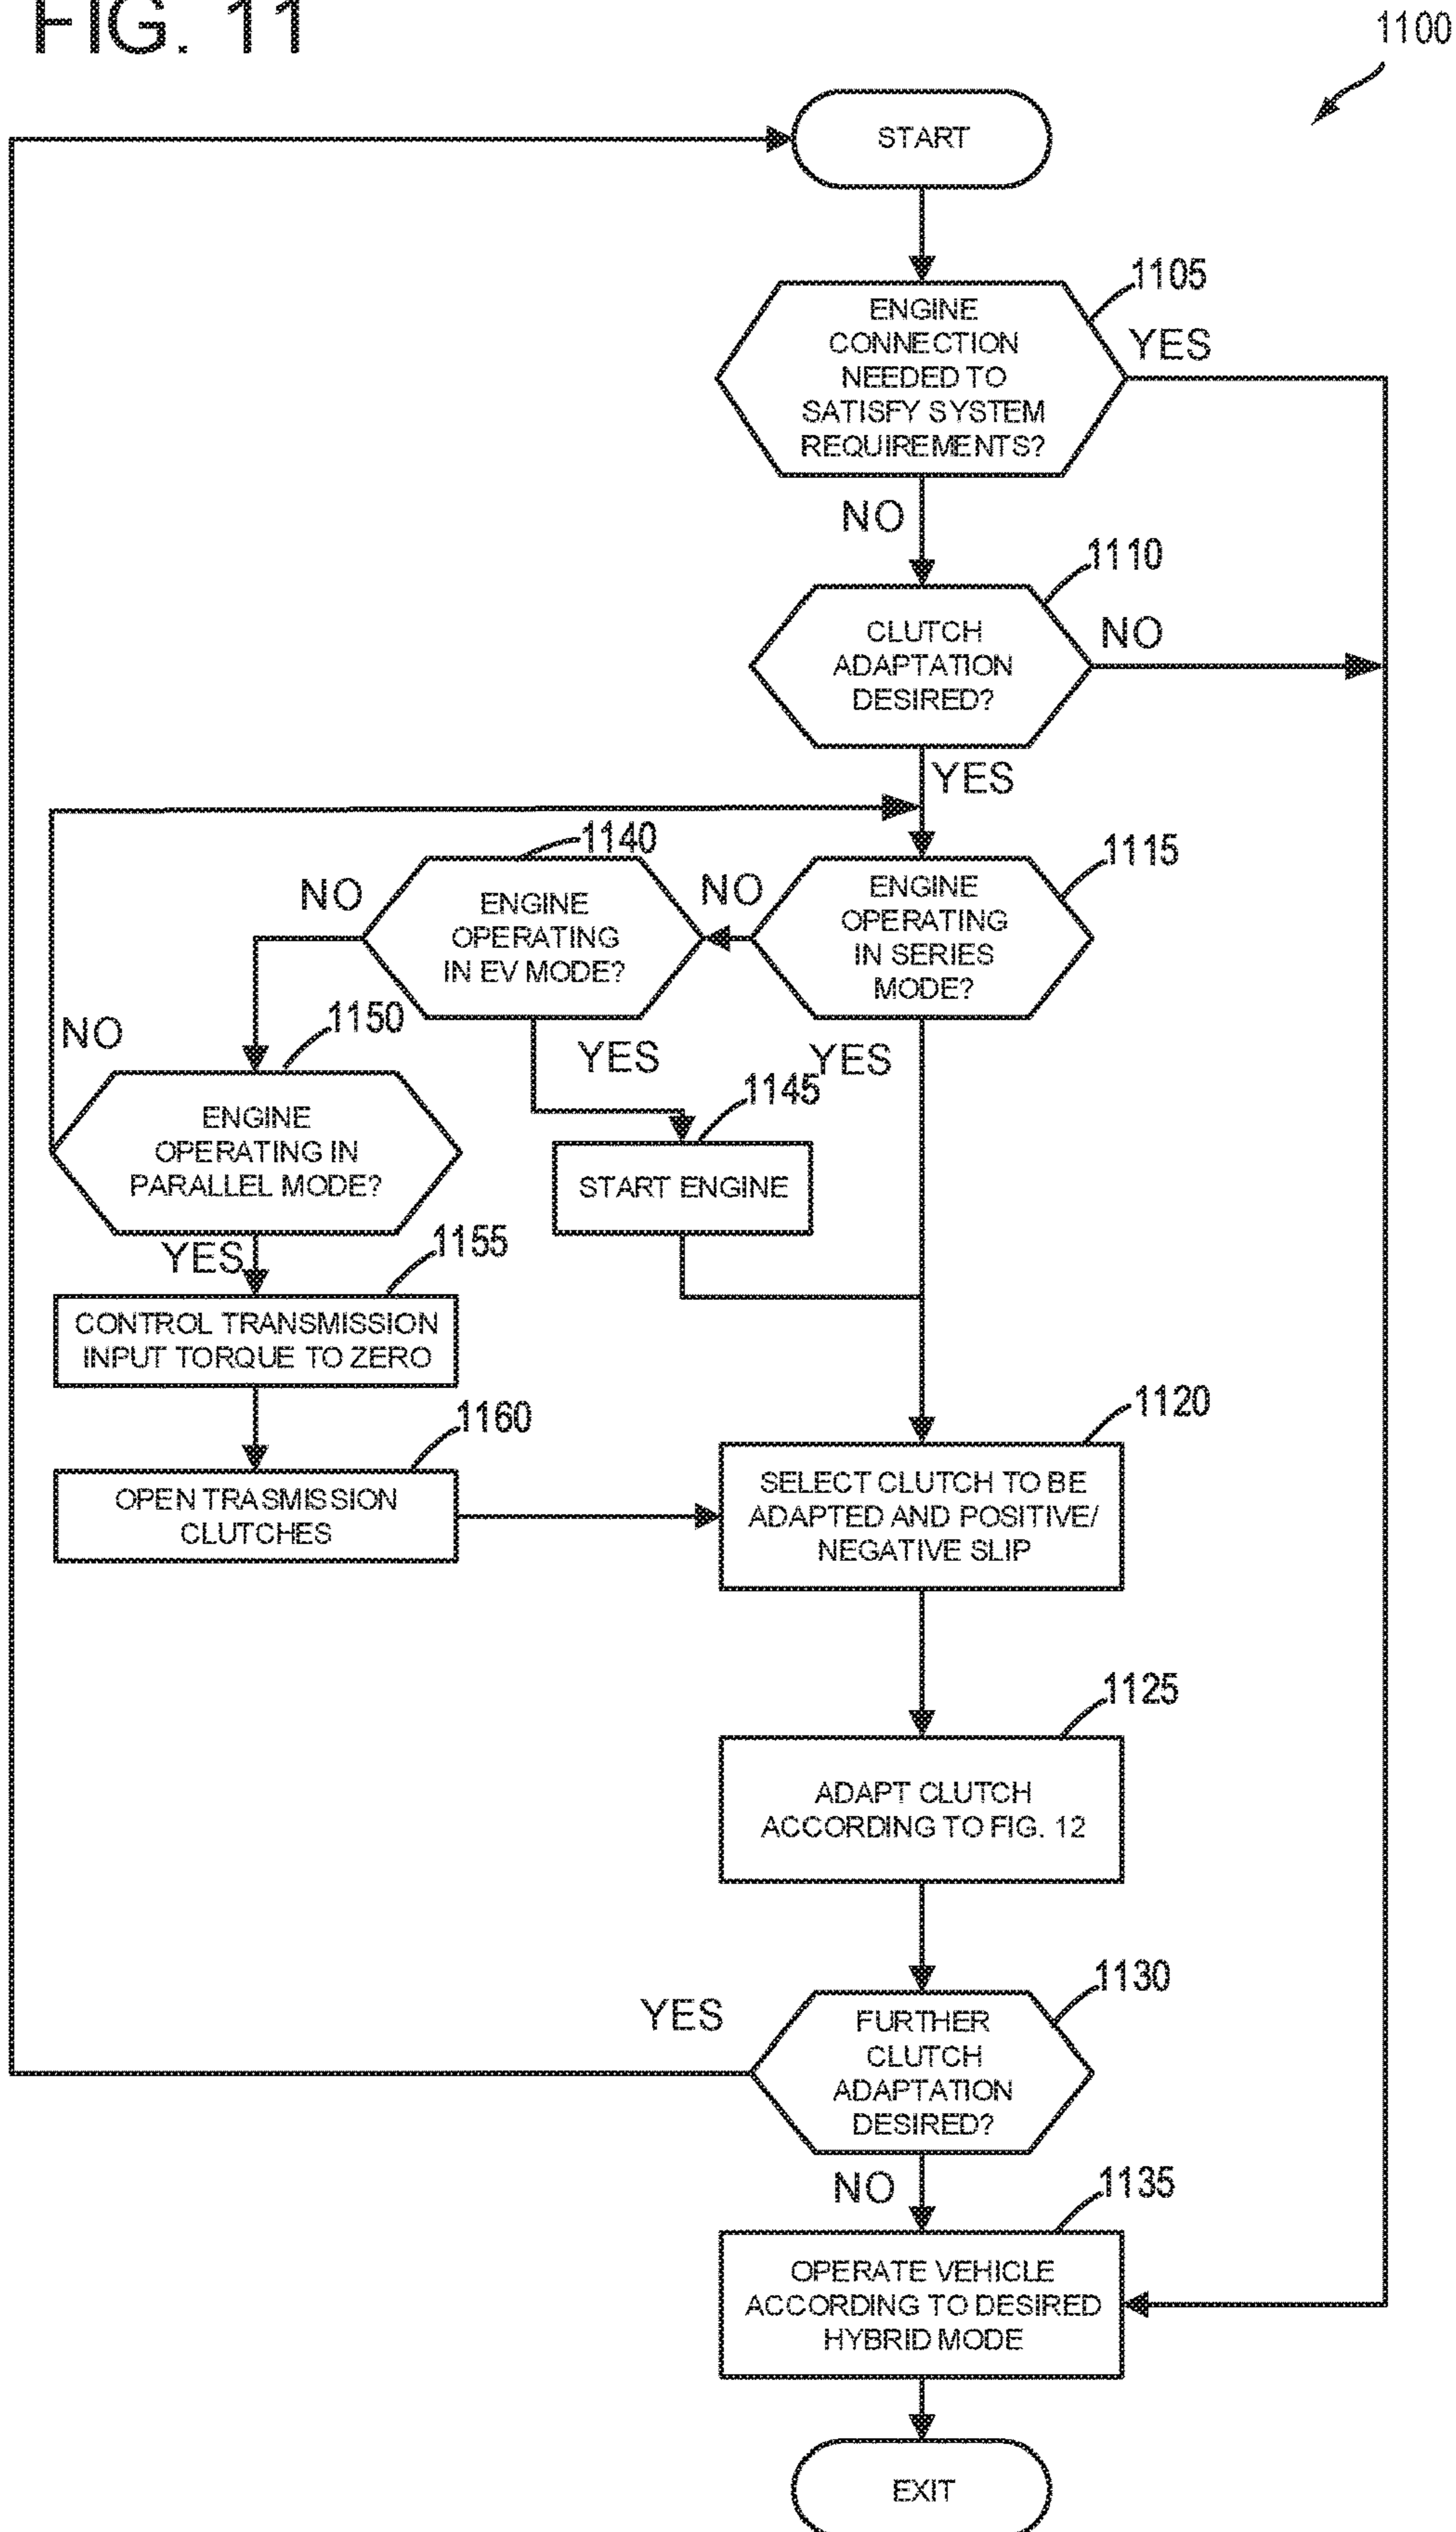 FIG. 11
1100
START
1105
ENGINE
CONNECTION
NEEDED TO
SATISFY SYSTEM
REQUIREMENTS?
YES
NO
1110
CLUTCH
ADAPTATION
DESIRED?
NO
YES
1115
ENGINE
OPERATING
IN SERIES
MODE?
NO
YES
1140
ENGINE
OPERATING
IN EV MODE?
NO
YES
1145
START ENGINE
1150
ENGINE
OPERATING IN
PARALLEL MODE?
NO
YES
1155
CONTROL TRANSMISSION
INPUT TORQUE TO ZERO
1160
OPEN TRASMISSION
CLUTCHES
1120
SELECT CLUTCH TO BE
ADAPTED AND POSITIVE/
NEGATIVE SLIP
1125
ADAPT CLUTCH
ACCORDING TO FIG. 12
1130
FURTHER
CLUTCH
ADAPTATION
DESIRED?
YES
NO
1135
OPERATE VEHICLE
ACCORDING TO DESIRED
HYBRID MODE
EXIT